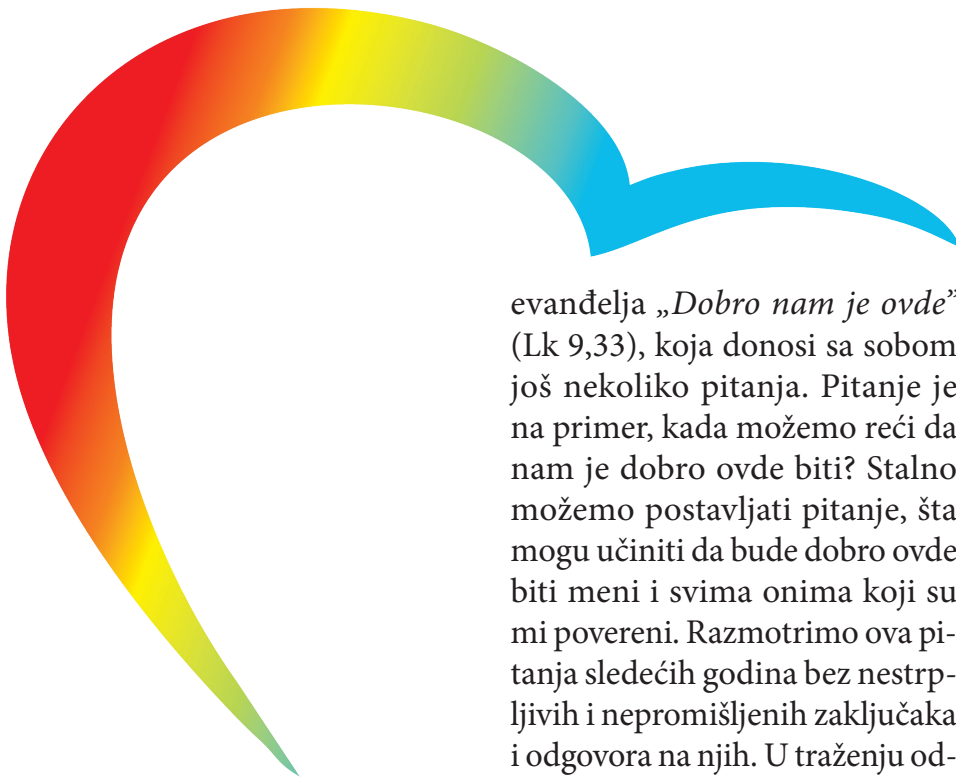 evanđelja „Dobro nam je ovde”
(Lk 9,33), koja donosi sa sobom
još nekoliko pitanja. Pitanje je
na primer, kada možemo reći da
nam je dobro ovde biti? Stalno
možemo postavljati pitanje, šta
mogu učiniti da bude dobro ovde
biti meni i svima onima koji su
mi povereni. Razmotrimo ova pi-
tanja sledećih godina bez nestrp-
ljivih i nepromišljenih zaključaka
i odgovora na njih. U traženju od-